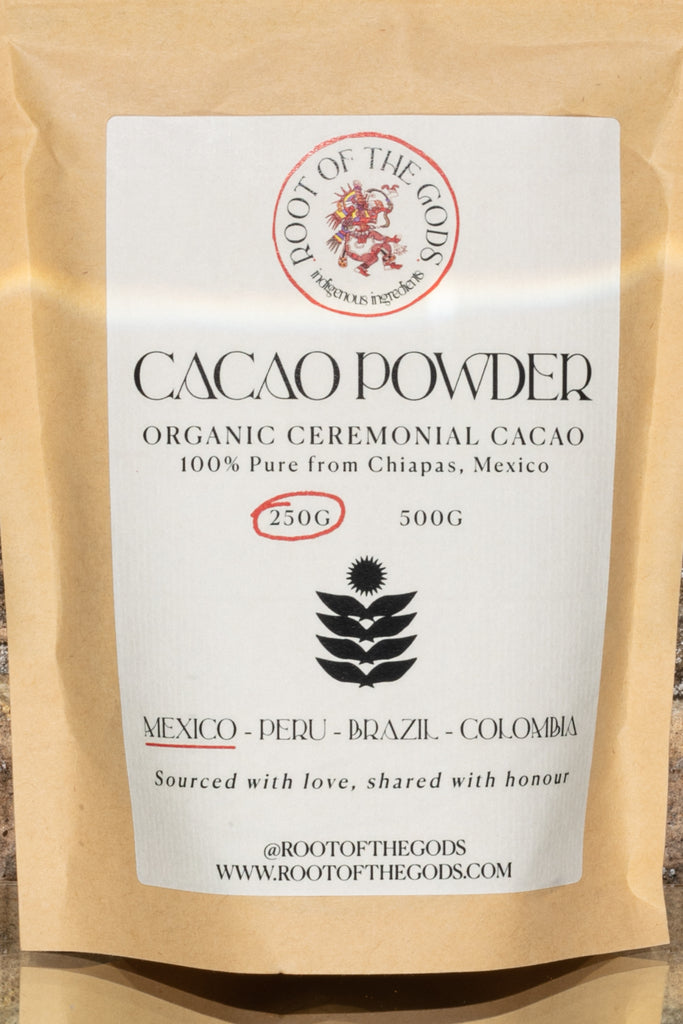 ROOT OF THE GODS
indigenous ingredients
CACAO POWDER
ORGANIC CEREMONIAL CACAO
100% Pure from Chiapas, Mexico
250G 500G
MEXICO - PERU - BRAZIL - COLOMBIA
Sourced with love, shared with honour
@ROOTOFTHEGODS
WWW.ROOTOFTHEGODS.COM